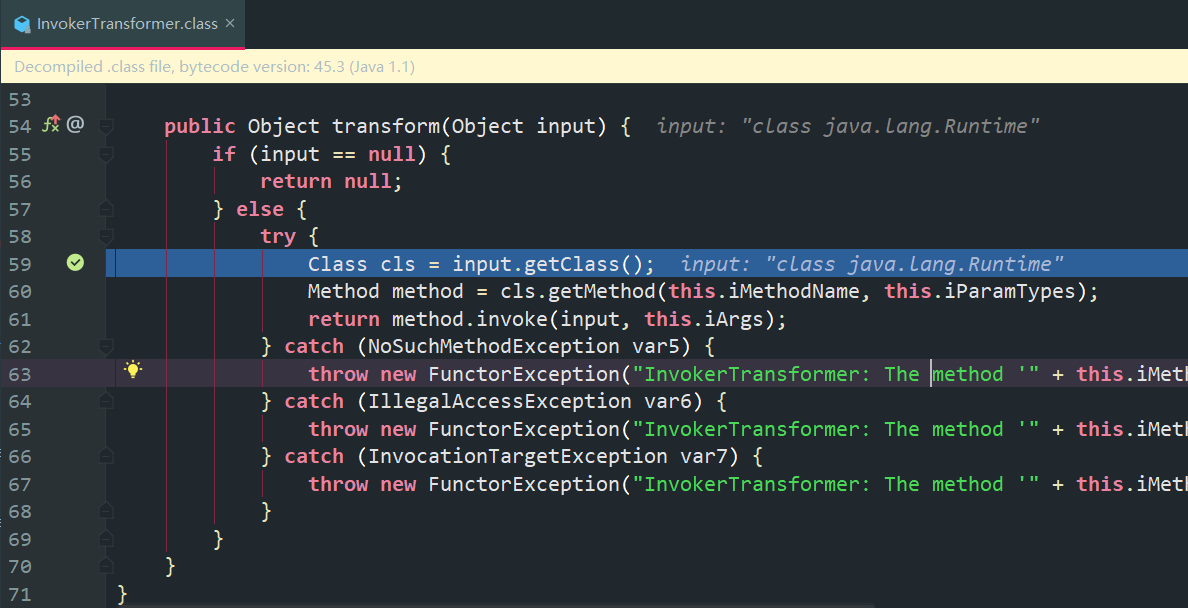 InvokerTransformer.class ×
Decompiled .class file, bytecode version: 45.3 (Java 1.1)
53
54 @ public Object transform(Object input) { input: "class java.lang.Runtime"
55 if (input == null) {
56 return null;
57 } else {
58 try {
59 Class cls = input.getClass(); input: "class java.lang.Runtime"
60 Method method = cls.getMethod(this.iMethodName, this.iParamTypes);
61 return method.invoke(input, this.iArgs);
62 } catch (NoSuchMethodException var5) {
63 throw new FunctorException("InvokerTransformer: The method '" + this.iMeth
64 } catch (IllegalAccessException var6) {
65 throw new FunctorException("InvokerTransformer: The method '" + this.iMeth
66 } catch (InvocationTargetException var7) {
67 throw new FunctorException("InvokerTransformer: The method '" + this.iMeth
68 }
69 }
70 }
71 }